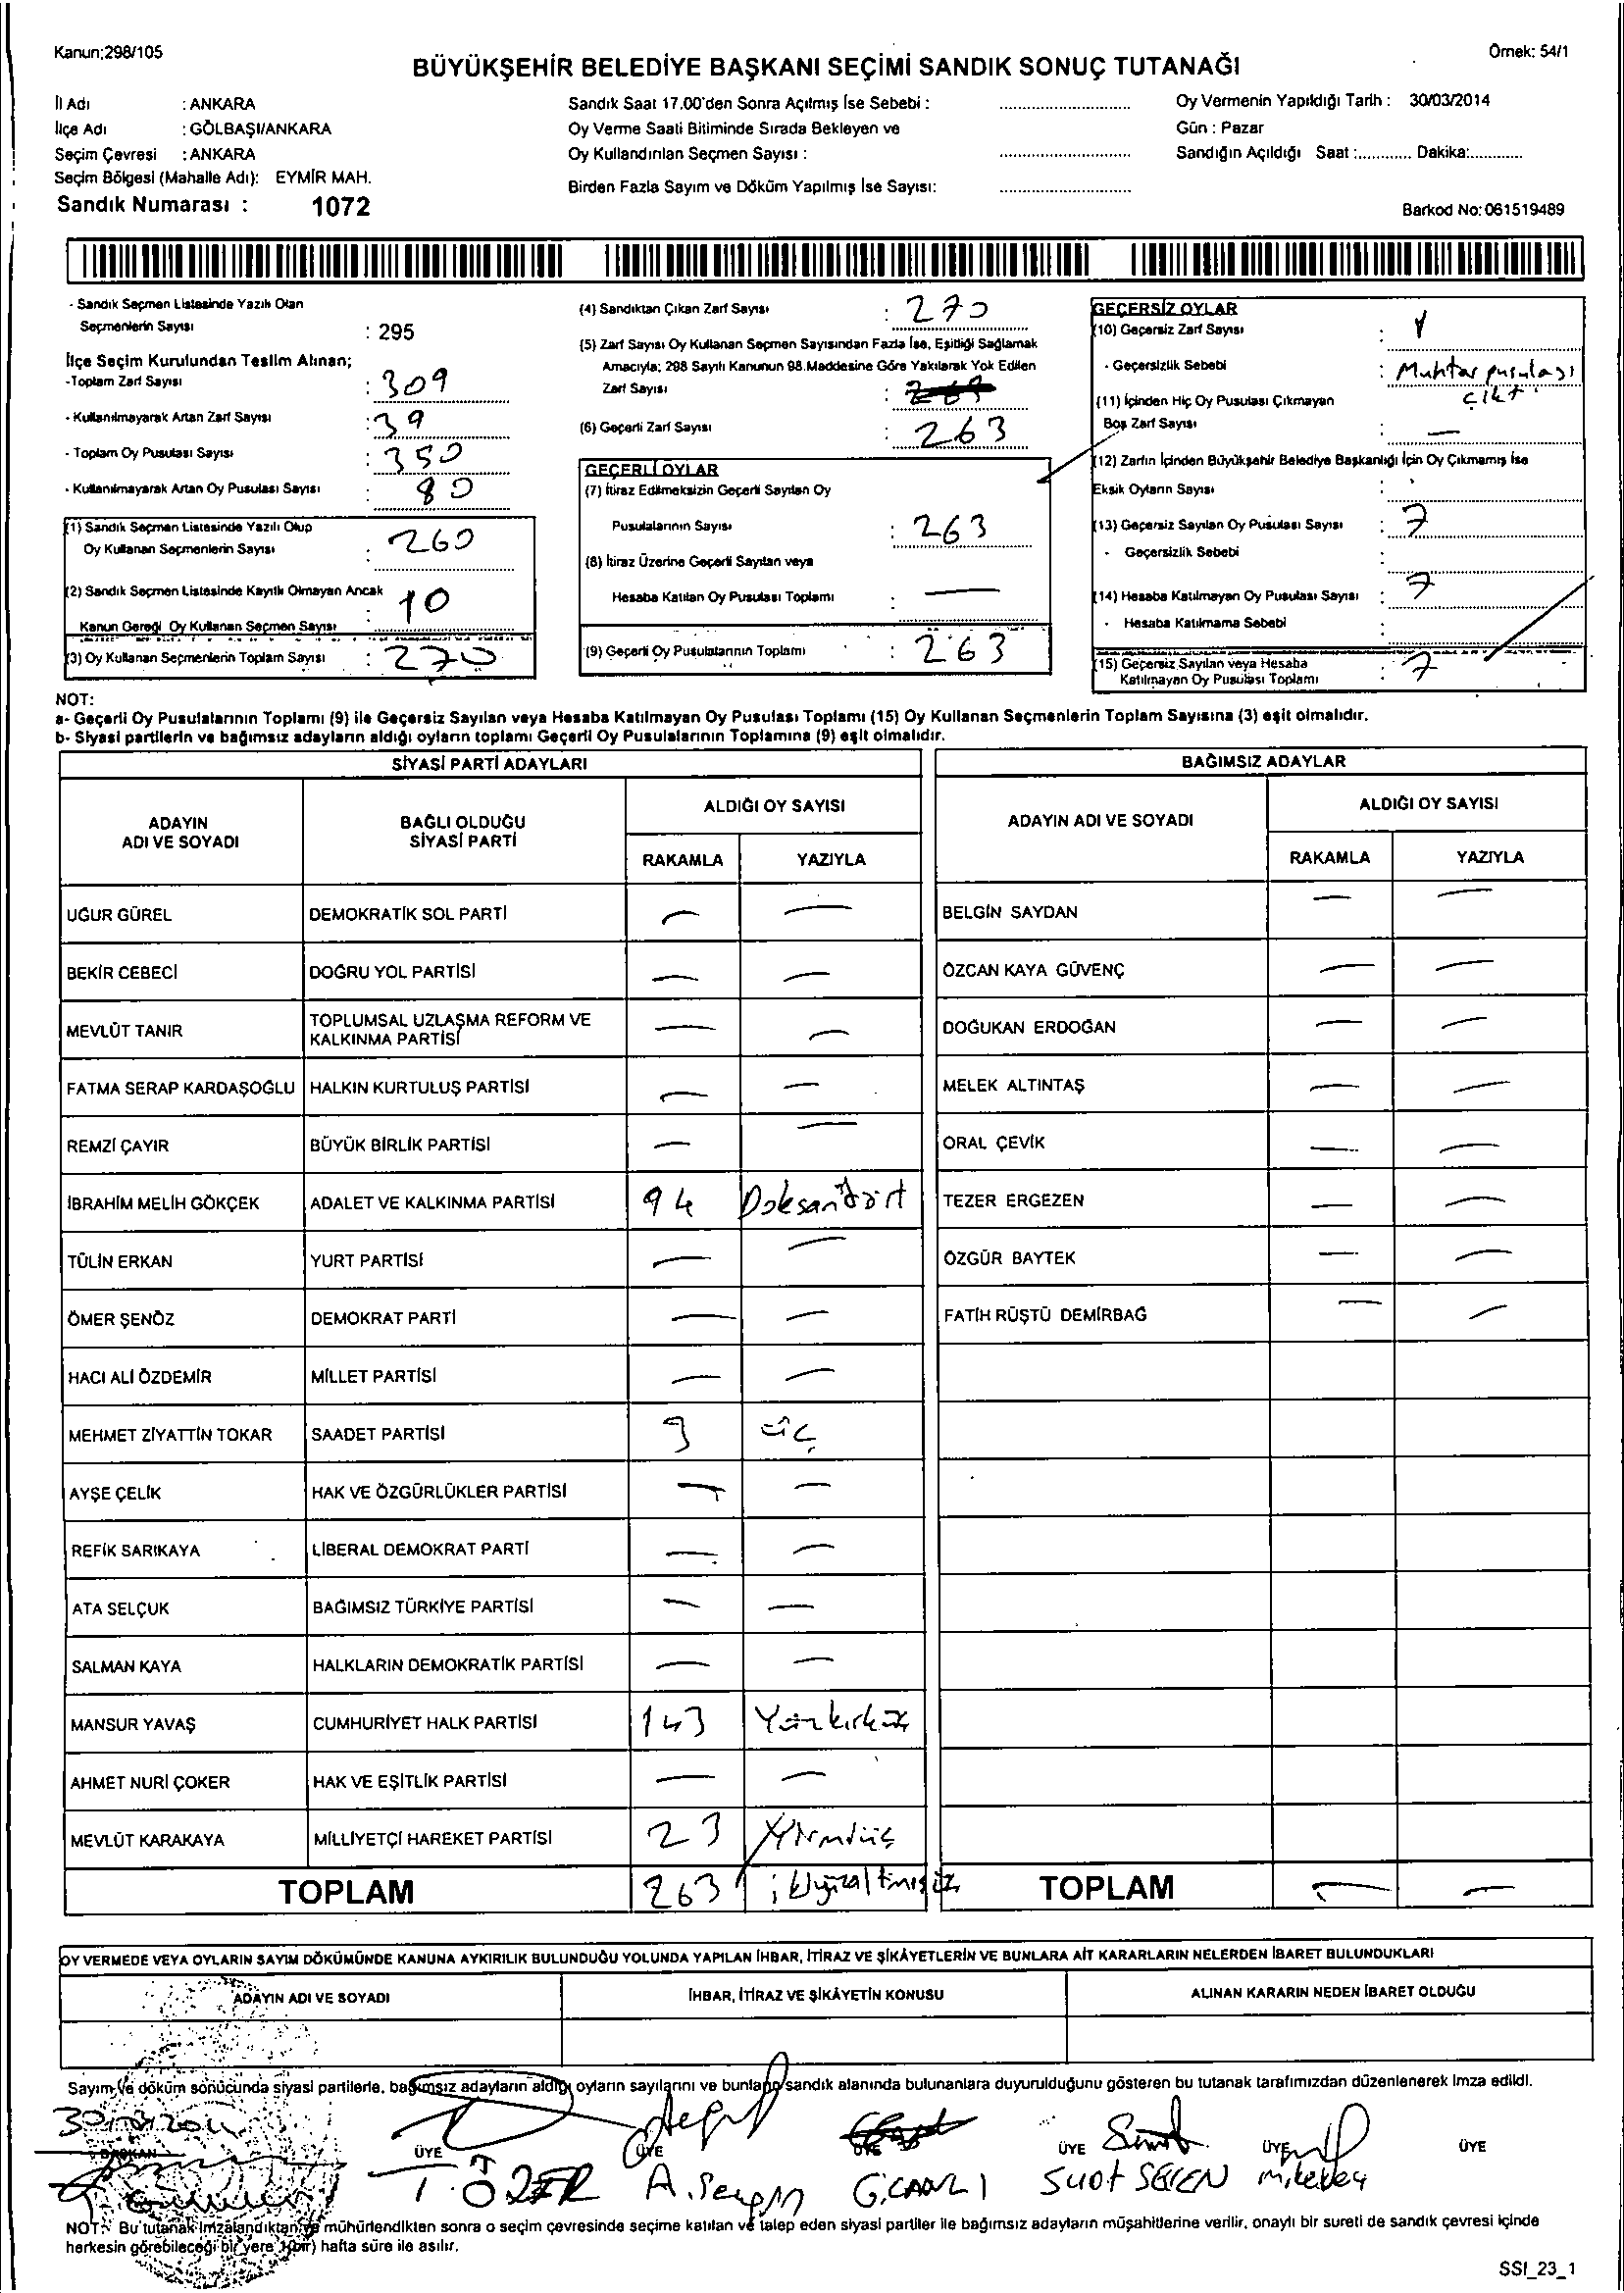 Kanun;298/105
Örnek: 54/1
BÜYÜKŞEHİR BELEDİYE BAŞKANI SEÇİMİ SANDIK SONUÇ TUTANAĞI
İl Adı : ANKARA
İlçe Adı : GÖLBAŞI/ANKARA
Seçim Çevresi : ANKARA
Seçim Bölgesi (Mahalle Adı): EYMİR MAH.
Sandık Numarası : 1072
Sandık Saat 17.00'den Sonra Açılmış İse Sebebi : ..........
Oy Verme Saati Bitiminde Sırada Bekleyen ve
Oy Kullandırılan Seçmen Sayısı : ..........
Birden Fazla Sayım ve Döküm Yapılmış İse Sayısı: ..........
Oy Vermenin Yapıldığı Tarih : 30/03/2014
Gün : Pazar
Sandığın Açıldığı Saat :............ Dakika:............
Barkod No: 061519489
- Sandık Seçmen Listesinde Yazılı Olan
Seçmenlerin Sayısı : 295
İlçe Seçim Kurulundan Teslim Alınan;
-Toplam Zarf Sayısı : 309
- Kullanılmayarak Artan Zarf Sayısı : 39
- Toplam Oy Pusulası Sayısı : 350
- Kullanılmayarak Artan Oy Pusulası Sayısı : 80
(1) Sandık Seçmen Listesinde Yazılı Olup
Oy Kullanan Seçmenlerin Sayısı : 260
(2) Sandık Seçmen Listesinde Kayıtlı Olmayan Ancak
Kanun Gereği Oy Kullanan Seçmen Sayısı : 10
(3) Oy Kullanan Seçmenlerin Toplam Sayısı : 270
(4) Sandıktan Çıkan Zarf Sayısı : 270
(5) Zarf Sayısı Oy Kullanan Seçmen Sayısından Fazla İse, Eşitliği Sağlamak
Amacıyla; 298 Sayılı Kanunun 98.Maddesine Göre Yakılarak Yok Edilen
Zarf Sayısı :
(6) Geçerli Zarf Sayısı : 263
GEÇERLİ OYLAR
(7) İtiraz Edilmeksizin Geçerli Sayılan Oy
Pusulalarının Sayısı : 263
(8) İtiraz Üzerine Geçerli Sayılan veya
Hesaba Katılan Oy Pusulası Toplamı : —
(9) Geçerli Oy Pusulalarının Toplamı : 263
GEÇERSİZ OYLAR
(10) Geçersiz Zarf Sayısı :
- Geçersizlik Sebebi : Muhtar pusulası
çıktı
(11) İçinden Hiç Oy Pusulası Çıkmayan
Boş Zarf Sayısı : —
(12) Zarfın İçinden Büyükşehir Belediye Başkanlığı İçin Oy Çıkmamış İse
Eksik Oyların Sayısı :
(13) Geçersiz Sayılan Oy Pusulası Sayısı : 7
- Geçersizlik Sebebi :
(14) Hesaba Katılmayan Oy Pusulası Sayısı : 7
- Hesaba Katılmama Sebebi :
(15) Geçersiz Sayılan veya Hesaba
Katılmayan Oy Pusulası Toplamı : 7
NOT:
a- Geçerli Oy Pusulalarının Toplamı (9) ile Geçersiz Sayılan veya Hesaba Katılmayan Oy Pusulası Toplamı (15) Oy Kullanan Seçmenlerin Toplam Sayısına (3) eşit olmalıdır.
b- Siyasi partilerin ve bağımsız adayların aldığı oyların toplamı Geçerli Oy Pusulalarının Toplamına (9) eşit olmalıdır.
SİYASİ PARTİ ADAYLARI
ADAYIN
ADI VE SOYADI
BAĞLI OLDUĞU
SİYASİ PARTİ
ALDIĞI OY SAYISI
RAKAMLA YAZIYLA
UĞUR GÜREL DEMOKRATİK SOL PARTİ — —
BEKİR CEBECİ DOĞRU YOL PARTİSİ — —
MEVLÜT TANIR TOPLUMSAL UZLAŞMA REFORM VE
KALKINMA PARTİSİ — —
FATMA SERAP KARDAŞOĞLU HALKIN KURTULUŞ PARTİSİ — —
REMZİ ÇAYIR BÜYÜK BİRLİK PARTİSİ — —
İBRAHİM MELİH GÖKÇEK ADALET VE KALKINMA PARTİSİ 94 Doksandört
TÜLİN ERKAN YURT PARTİSİ — —
ÖMER ŞENÖZ DEMOKRAT PARTİ — —
HACI ALİ ÖZDEMİR MİLLET PARTİSİ — —
MEHMET ZİYATTİN TOKAR SAADET PARTİSİ 3 üç
AYŞE ÇELİK HAK VE ÖZGÜRLÜKLER PARTİSİ — —
REFİK SARIKAYA LİBERAL DEMOKRAT PARTİ — —
ATA SELÇUK BAĞIMSIZ TÜRKİYE PARTİSİ — —
SALMAN KAYA HALKLARIN DEMOKRATİK PARTİSİ — —
MANSUR YAVAŞ CUMHURİYET HALK PARTİSİ 143 Yüzkırküç
AHMET NURİ ÇOKER HAK VE EŞİTLİK PARTİSİ — —
MEVLÜT KARAKAYA MİLLİYETÇİ HAREKET PARTİSİ 23 Yirmiüç
TOPLAM 263 ikiyüzaltmışüç
BAĞIMSIZ ADAYLAR
ADAYIN ADI VE SOYADI
ALDIĞI OY SAYISI
RAKAMLA YAZIYLA
BELGİN SAYDAN — —
ÖZCAN KAYA GÜVENÇ — —
DOĞUKAN ERDOĞAN — —
MELEK ALTINTAŞ — —
ORAL ÇEVİK — —
TEZER ERGEZEN — —
ÖZGÜR BAYTEK — —
FATİH RÜŞTÜ DEMİRBAĞ — —
TOPLAM — —
OY VERMEDE VEYA OYLARIN SAYIM DÖKÜMÜNDE KANUNA AYKIRILIK BULUNDUĞU YOLUNDA YAPILAN İHBAR, İTİRAZ VE ŞİKÂYETLERİN VE BUNLARA AİT KARARLARIN NELERDEN İBARET BULUNDUKLARI
ADAYIN ADI VE SOYADI
İHBAR, İTİRAZ VE ŞİKÂYETİN KONUSU
ALINAN KARARIN NEDEN İBARET OLDUĞU
Sayım ve döküm sonucunda siyasi partilerle, bağımsız adayların aldığı oyların sayılarını ve bunların sandık alanında bulunanlara duyurulduğunu gösteren bu tutanak tarafımızdan düzenlenerek imza edildi.
BAŞKAN ÜYE ÜYE ÜYE ÜYE ÜYE ÜYE
T. ÖZER Suat
NOT: Bu tutanak imzalandıktan ve mühürlendikten sonra o seçim çevresinde seçime katılan ve talep eden siyasi partiler ile bağımsız adayların müşahitlerine verilir, onaylı bir sureti de sandık çevresi içinde
herkesin görebileceği bir yere 1(bir) hafta süre ile asılır.
SSI_23_1